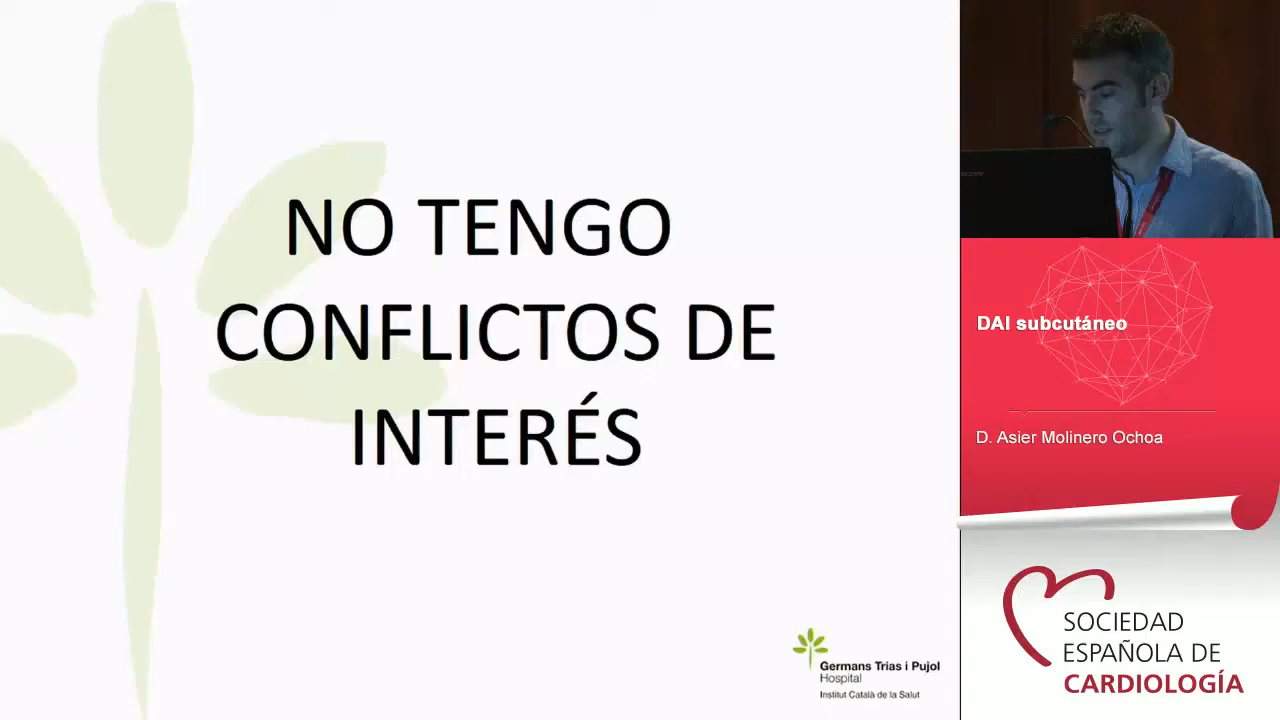 NO TENGO
CONFLICTOS DE
INTERÉS
Germans Trias i Pujol
Hospital
Institut Català de la Salut
DAI subcutáneo
D. Asier Molinero Ochoa
SOCIEDAD
ESPAÑOLA DE
CARDIOLOGÍA